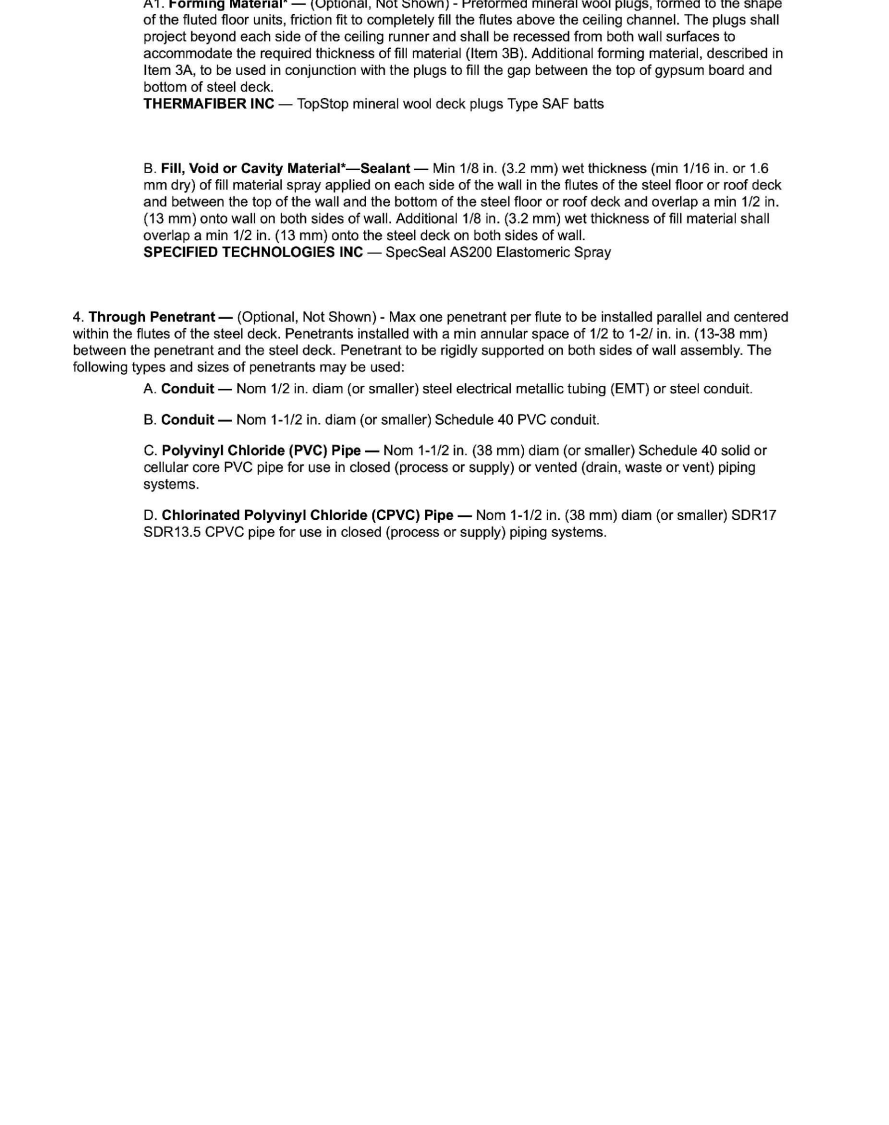 A1. Forming Material* — (Optional, Not Shown) - Preformed mineral wool plugs, formed to the shape
of the fluted floor units, friction fit to completely fill the flutes above the ceiling channel. The plugs shall
project beyond each side of the ceiling runner and shall be recessed from both wall surfaces to
accommodate the required thickness of fill material (Item 3B). Additional forming material, described in
Item 3A, to be used in conjunction with the plugs to fill the gap between the top of gypsum board and
bottom of steel deck.
THERMAFIBER INC — TopStop mineral wool deck plugs Type SAF batts
B. Fill, Void or Cavity Material*—Sealant — Min 1/8 in. (3.2 mm) wet thickness (min 1/16 in. or 1.6
mm dry) of fill material spray applied on each side of the wall in the flutes of the steel floor or roof deck
and between the top of the wall and the bottom of the steel floor or roof deck and overlap a min 1/2 in.
(13 mm) onto wall on both sides of wall. Additional 1/8 in. (3.2 mm) wet thickness of fill material shall
overlap a min 1/2 in. (13 mm) onto the steel deck on both sides of wall.
SPECIFIED TECHNOLOGIES INC — SpecSeal AS200 Elastomeric Spray
4. Through Penetrant — (Optional, Not Shown) - Max one penetrant per flute to be installed parallel and centered
within the flutes of the steel deck. Penetrants installed with a min annular space of 1/2 to 1-2/ in. in. (13-38 mm)
between the penetrant and the steel deck. Penetrant to be rigidly supported on both sides of wall assembly. The
following types and sizes of penetrants may be used:
A. Conduit — Nom 1/2 in. diam (or smaller) steel electrical metallic tubing (EMT) or steel conduit.
B. Conduit — Nom 1-1/2 in. diam (or smaller) Schedule 40 PVC conduit.
C. Polyvinyl Chloride (PVC) Pipe — Nom 1-1/2 in. (38 mm) diam (or smaller) Schedule 40 solid or
cellular core PVC pipe for use in closed (process or supply) or vented (drain, waste or vent) piping
systems.
D. Chlorinated Polyvinyl Chloride (CPVC) Pipe — Nom 1-1/2 in. (38 mm) diam (or smaller) SDR17
SDR13.5 CPVC pipe for use in closed (process or supply) piping systems.